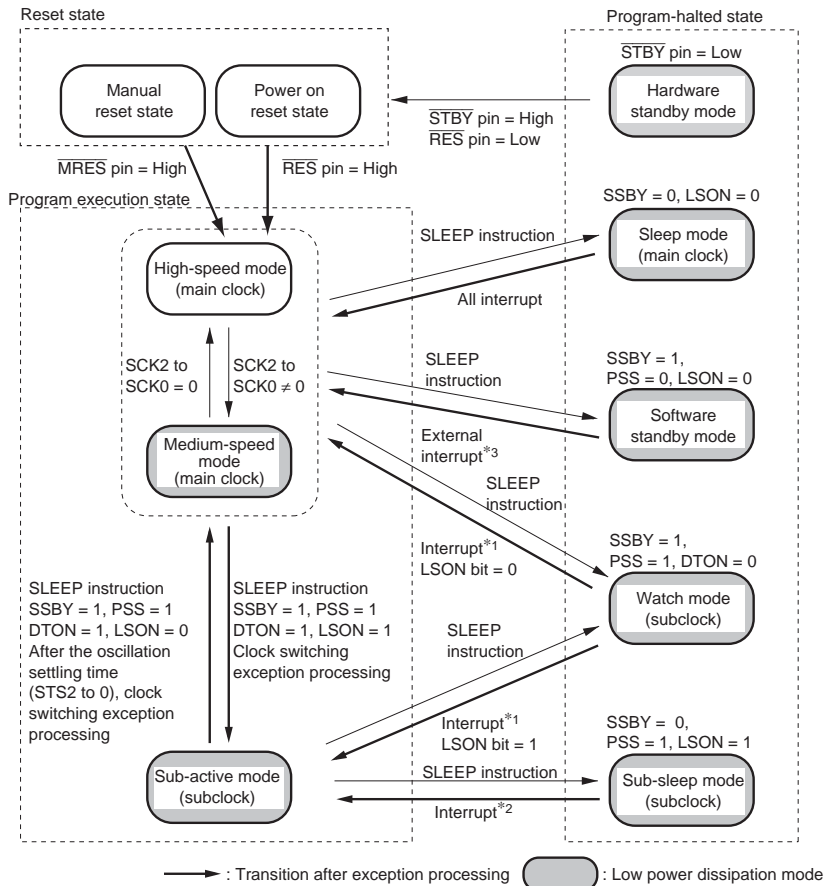 Reset state
Program-halted state
STBY pin = Low
Manual
reset state
Power on
reset state
Hardware
standby mode
STBY pin = High
RES pin = Low
MRES pin = High
RES pin = High
Program execution state
SSBY = 0, LSON = 0
High-speed mode
(main clock)
SLEEP instruction
Sleep mode
(main clock)
All interrupt
SCK2 to
SCK0 = 0
SCK2 to
SCK0 ≠ 0
SLEEP
instruction
SSBY = 1,
PSS = 0, LSON = 0
Software
standby mode
Medium-speed
mode
(main clock)
External
interrupt*3
SLEEP
instruction
Interrupt*1
LSON bit = 0
SSBY = 1,
PSS = 1, DTON = 0
Watch mode
(subclock)
SLEEP instruction
SSBY = 1, PSS = 1
DTON = 1, LSON = 0
After the oscillation
settling time
(STS2 to 0), clock
switching exception
processing
SLEEP instruction
SSBY = 1, PSS = 1
DTON = 1, LSON = 1
Clock switching
exception processing
SLEEP
instruction
Interrupt*1
LSON bit = 1
SSBY = 0,
PSS = 1, LSON = 1
Sub-active mode
(subclock)
SLEEP instruction
Sub-sleep mode
(subclock)
Interrupt*2
: Transition after exception processing
: Low power dissipation mode